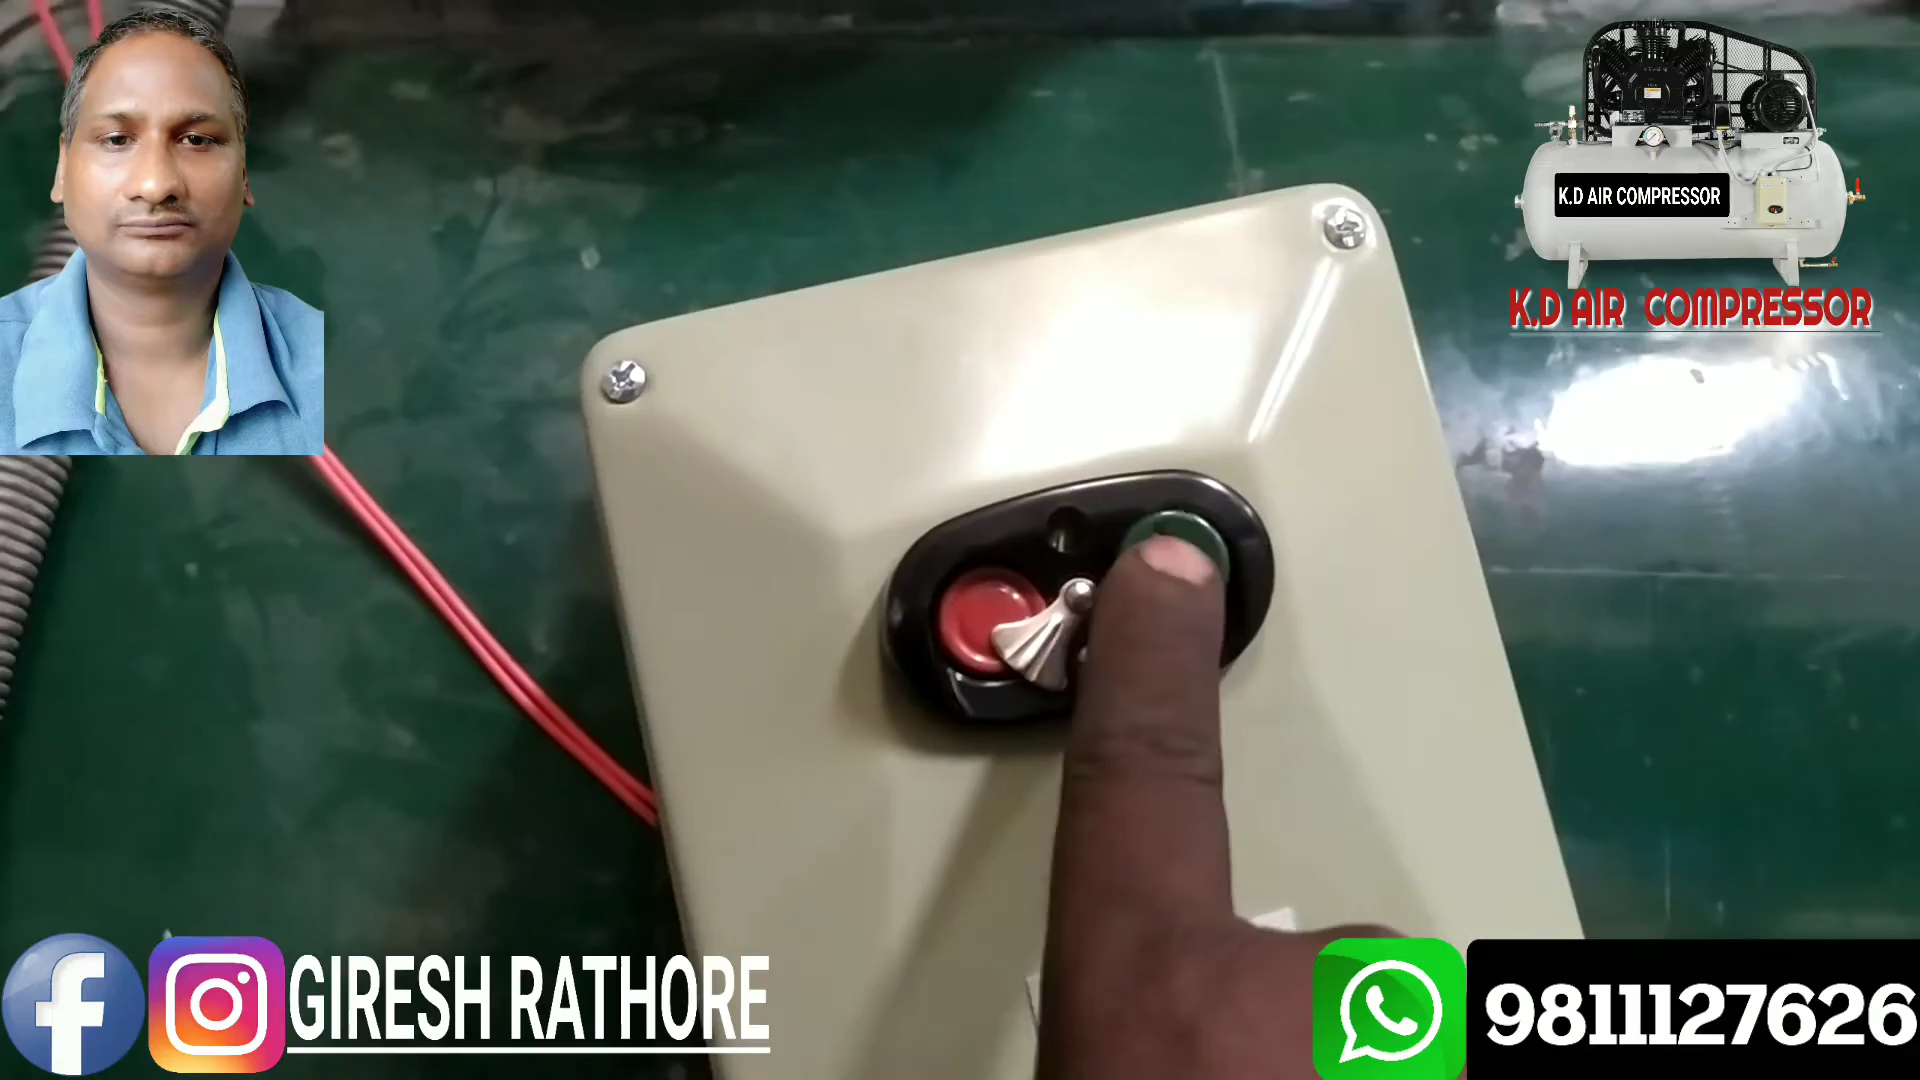 K.D AIR COMPRESSOR
K.D AIR COMPRESSOR
GIRESH RATHORE
9811127626